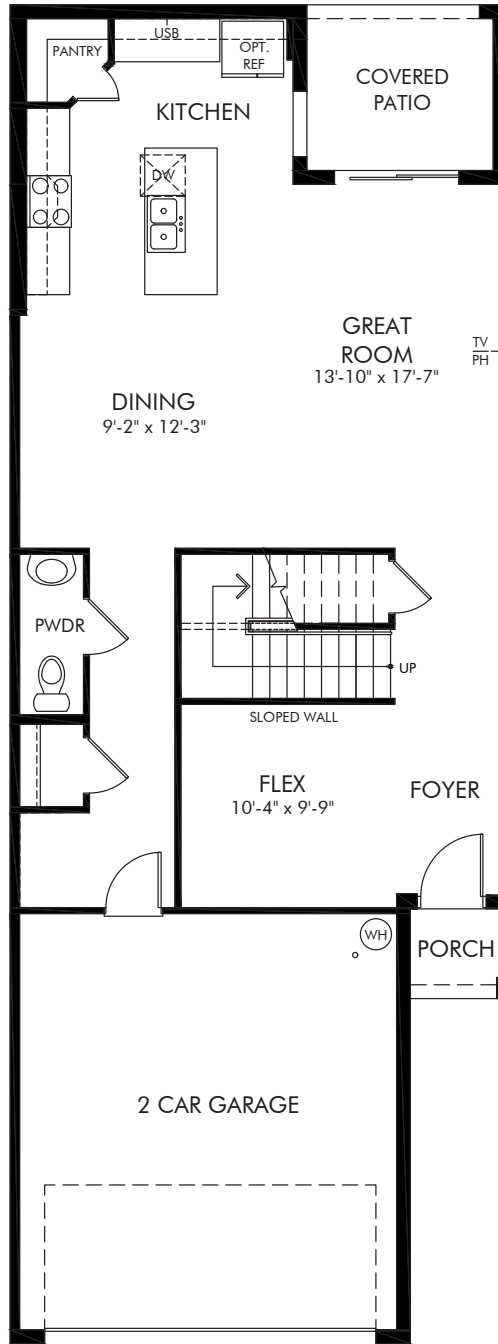 PANTRY
USB
OPT.
REF
COVERED
PATIO
KITCHEN
DW
GREAT
ROOM
13'-10" x 17'-7"
TV
PH
DINING
9'-2" x 12'-3"
PWDR
UP
SLOPED WALL
FLEX
10'-4" x 9'-9"
FOYER
WH
PORCH
2 CAR GARAGE